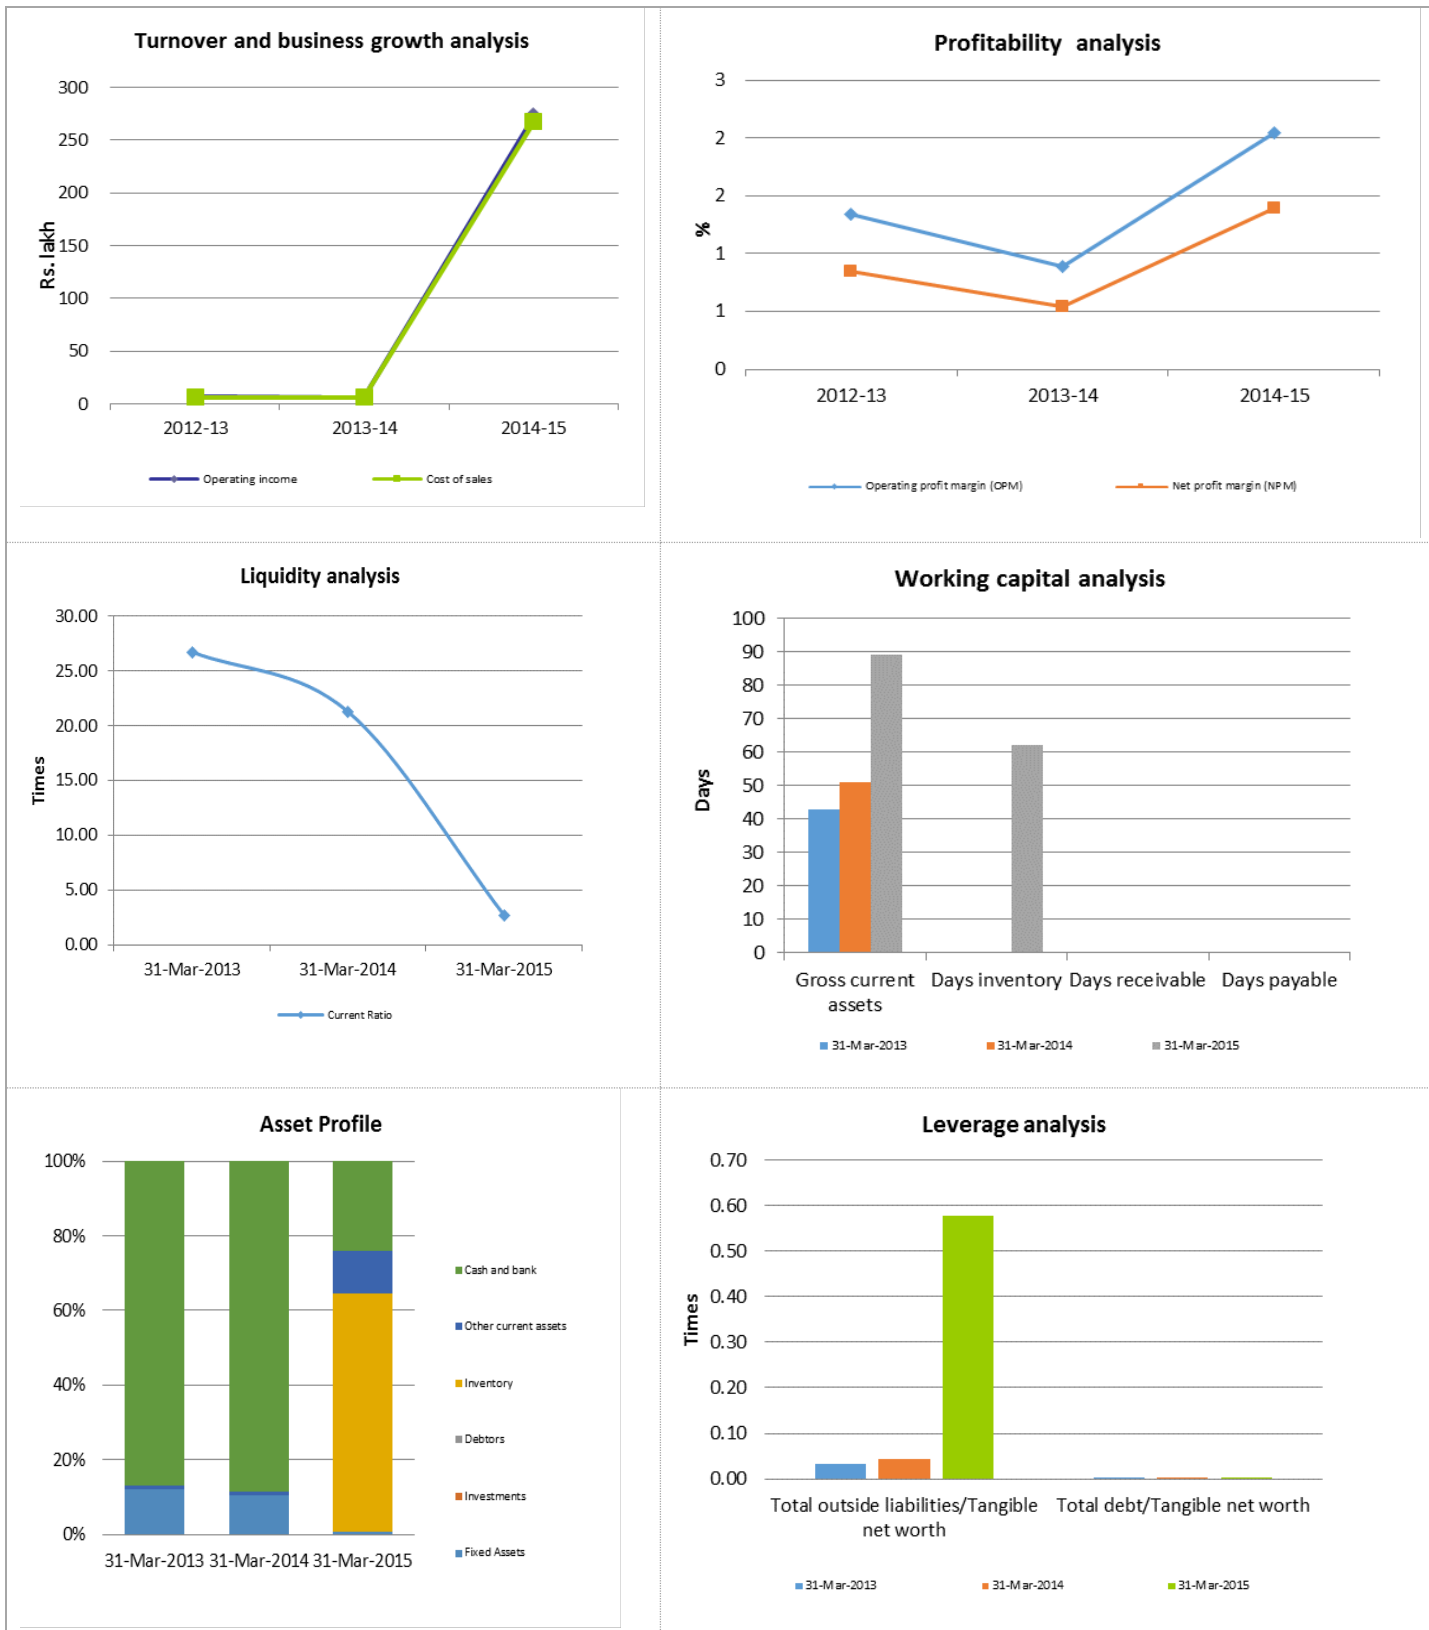 Turnover and business growth analysis
300
250
200
150
100
50
0
Rs. lakh
2012-13 2013-14 2014-15
Operating income Cost of sales
Profitability analysis
3
2
2
1
1
0
%
2012-13 2013-14 2014-15
Operating profit margin (OPM) Net profit margin (NPM)
Liquidity analysis
30.00
25.00
20.00
15.00
10.00
5.00
0.00
Times
31-Mar-2013 31-Mar-2014 31-Mar-2015
Current Ratio
Working capital analysis
100
90
80
70
60
50
40
30
20
10
0
Days
Gross current Days inventory Days receivable Days payable
assets
31-Mar-2013 31-Mar-2014 31-Mar-2015
Asset Profile
100%
80%
60%
40%
20%
0%
31-Mar-2013 31-Mar-2014 31-Mar-2015
Cash and bank
Other current assets
Inventory
Debtors
Investments
Fixed Assets
Leverage analysis
0.70
0.60
0.50
0.40
0.30
0.20
0.10
0.00
Times
Total outside liabilities/Tangible Total debt/Tangible net worth
net worth
31-Mar-2013 31-Mar-2014 31-Mar-2015